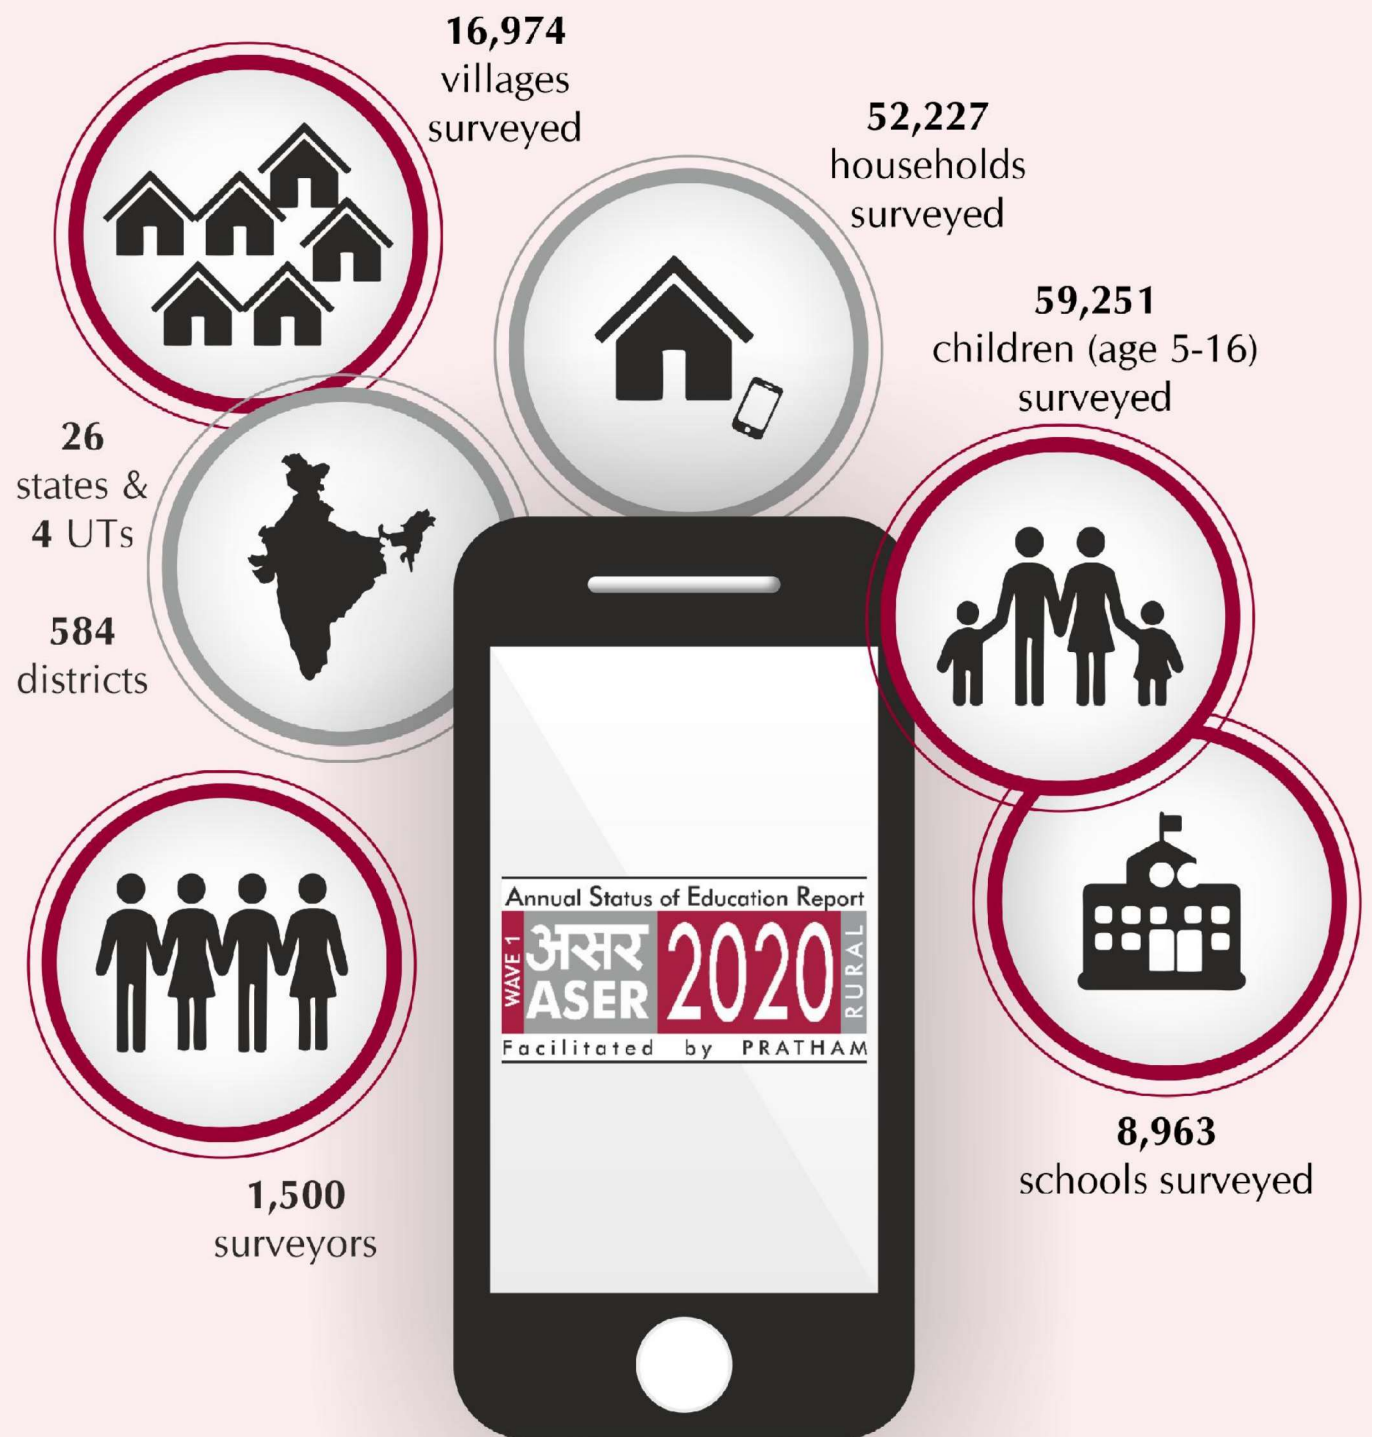 16,974
villages
surveyed
52,227
households
surveyed
59,251
children (age 5-16)
surveyed
26
states &
4 UTs
584
districts
Annual Status of Education Report
WAVE 1
असर
ASER
2020
RURAL
Facilitated by PRATHAM
8,963
schools surveyed
1,500
surveyors